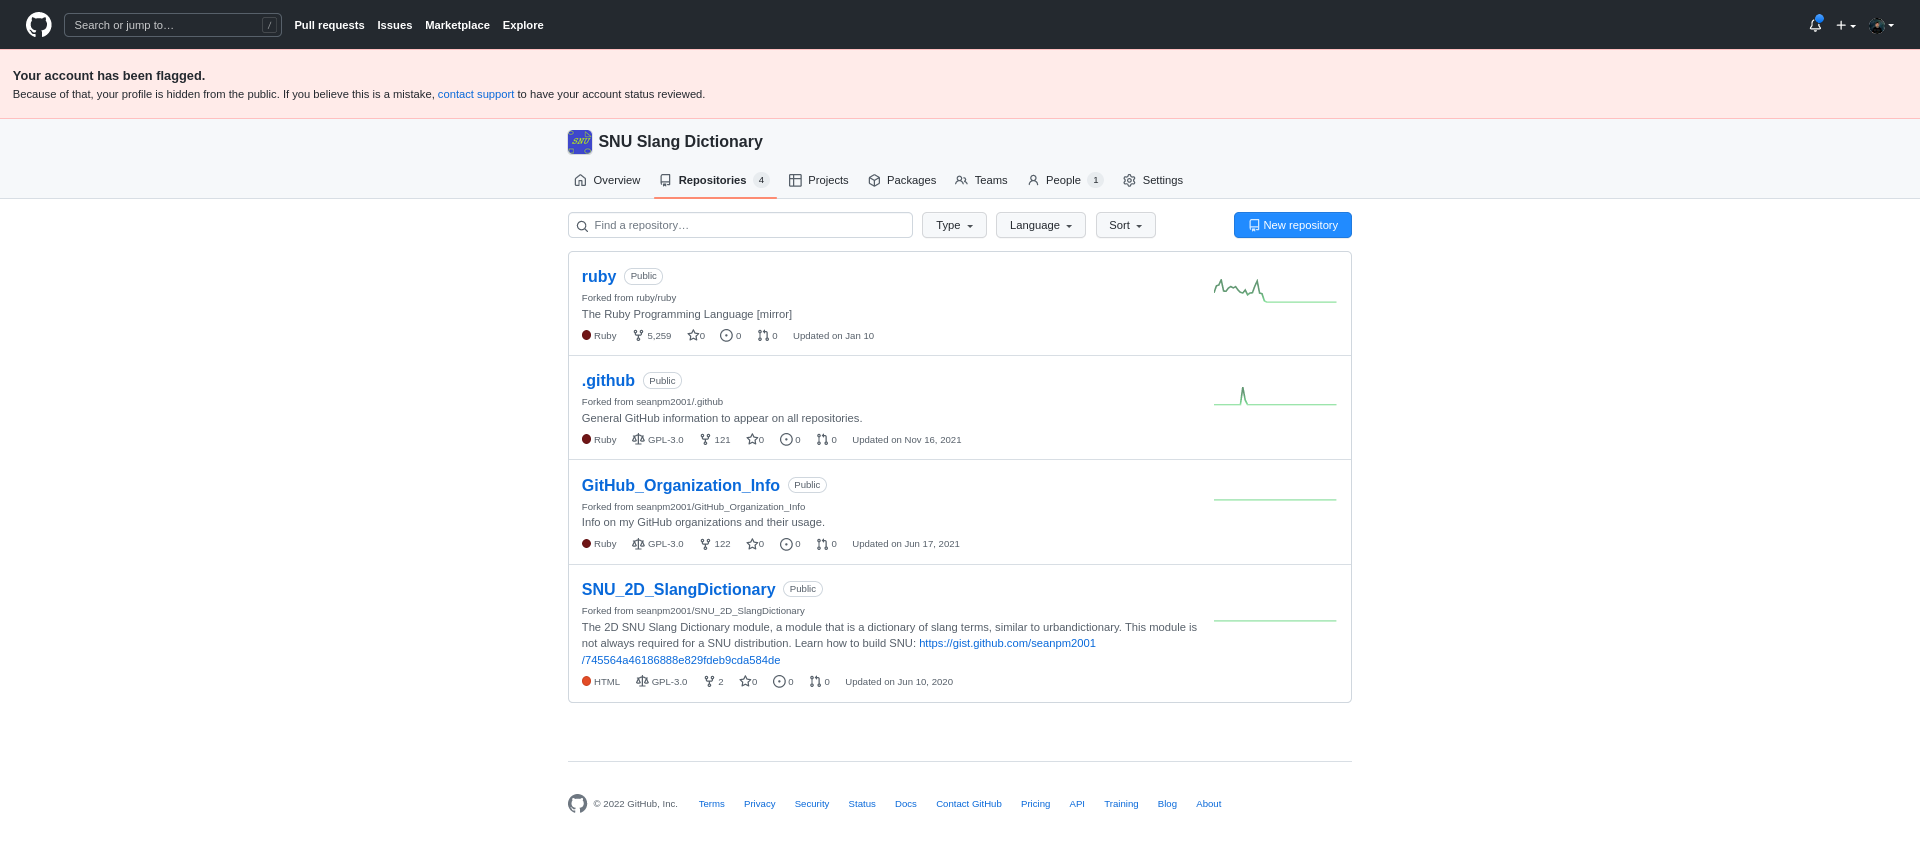 Search or jump to… /
Pull requests Issues Marketplace Explore
Your account has been flagged.
Because of that, your profile is hidden from the public. If you believe this is a mistake, contact support to have your account status reviewed.
SNU SNU Slang Dictionary
Overview Repositories 4 Projects Packages Teams People 1 Settings
Find a repository… Type Language Sort New repository
ruby Public
Forked from ruby/ruby
The Ruby Programming Language [mirror]
Ruby 5,259 0 0 0 Updated on Jan 10
.github Public
Forked from seanpm2001/.github
General GitHub information to appear on all repositories.
Ruby GPL-3.0 121 0 0 0 Updated on Nov 16, 2021
GitHub_Organization_Info Public
Forked from seanpm2001/GitHub_Organization_Info
Info on my GitHub organizations and their usage.
Ruby GPL-3.0 122 0 0 0 Updated on Jun 17, 2021
SNU_2D_SlangDictionary Public
Forked from seanpm2001/SNU_2D_SlangDictionary
The 2D SNU Slang Dictionary module, a module that is a dictionary of slang terms, similar to urbandictionary. This module is
not always required for a SNU distribution. Learn how to build SNU: https://gist.github.com/seanpm2001
/745564a46186888e829fdeb9cda584de
HTML GPL-3.0 2 0 0 0 Updated on Jun 10, 2020
© 2022 GitHub, Inc. Terms Privacy Security Status Docs Contact GitHub Pricing API Training Blog About